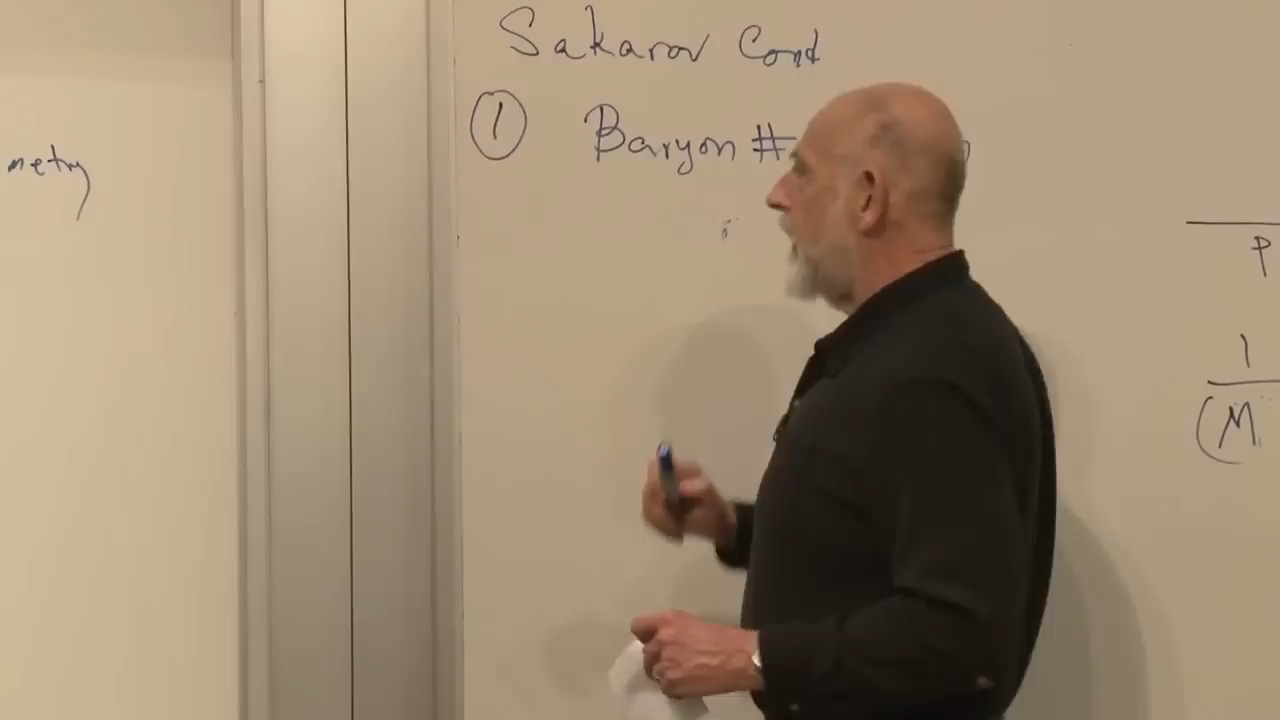 metry
Sakarov Cond
① Baryon #
P
1
(M